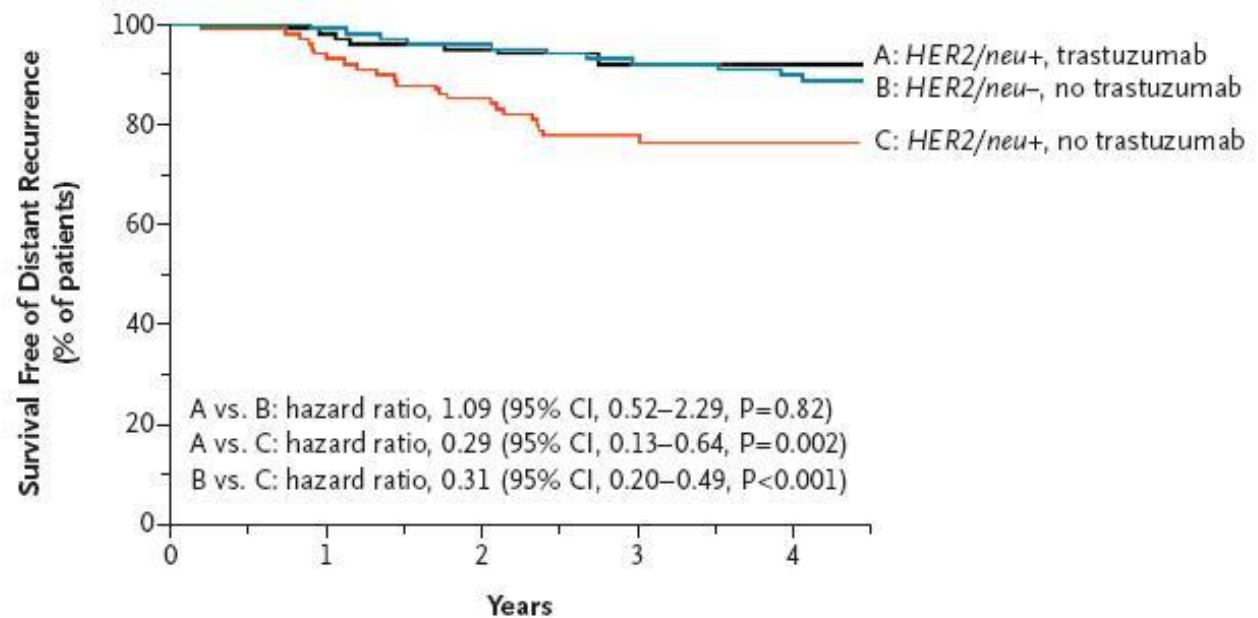 Survival Free of Distant Recurrence
(% of patients)
100
80
60
40
20
0
A: HER2/neu+, trastuzumab
B: HER2/neu–, no trastuzumab
C: HER2/neu+, no trastuzumab
A vs. B: hazard ratio, 1.09 (95% CI, 0.52–2.29, P=0.82)
A vs. C: hazard ratio, 0.29 (95% CI, 0.13–0.64, P=0.002)
B vs. C: hazard ratio, 0.31 (95% CI, 0.20–0.49, P<0.001)
0 1 2 3 4
Years